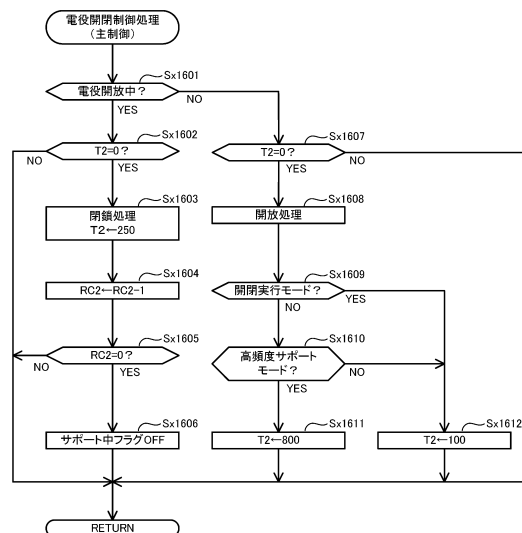 電役開閉制御処理
(主制御)
Sx1601
電役開放中?
NO
YES
Sx1602
T2=0?
NO
YES
Sx1603
閉鎖処理
T2←250
Sx1604
RC2←RC2-1
Sx1605
RC2=0?
NO
YES
Sx1606
サポート中フラグOFF
RETURN
Sx1607
T2=0?
NO
YES
Sx1608
開放処理
Sx1609
開閉実行モード?
YES
NO
Sx1610
高頻度サポート
モード?
NO
YES
Sx1611
T2←800
Sx1612
T2←100